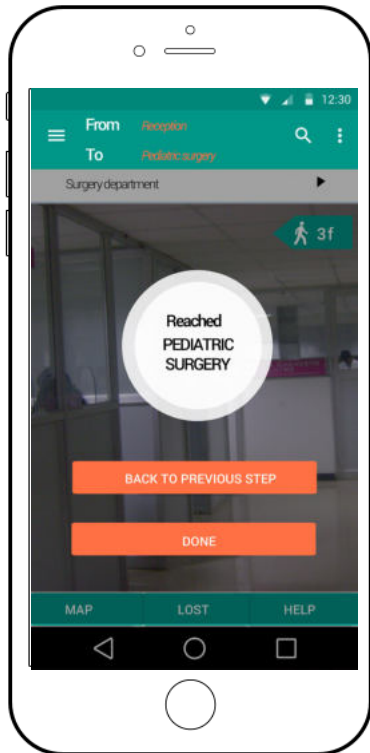 12:30
From Reception
To Pediatric surgery
Surgery department
3f
Reached
PEDIATRIC
SURGERY
BACK TO PREVIOUS STEP
DONE
MAP LOST HELP